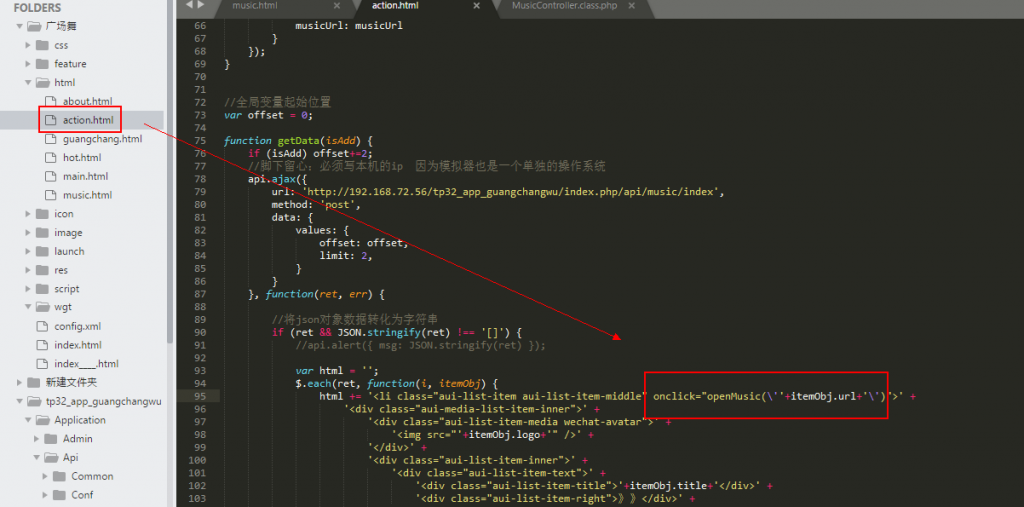 FOLDERS
广场舞
css
feature
html
about.html
action.html
guangchang.html
hot.html
main.html
music.html
icon
image
launch
res
script
wgt
config.xml
index.html
index____.html
新建文件夹
tp32_app_guangchangwu
Application
Admin
Api
Common
Conf
music.html
action.html
MusicController.class.php
66 musicUrl: musicUrl
67 }
68 });
69 }
70
71
72 //全局变量起始位置
73 var offset = 0;
74
75 function getData(isAdd) {
76 if (isAdd) offset+=2;
77 //脚下留心：必须写本机的ip 因为模拟器也是一个单独的操作系统
78 api.ajax({
79 url: 'http://192.168.72.56/tp32_app_guangchangwu/index.php/api/music/index',
80 method: 'post',
81 data: {
82 values: {
83 offset: offset,
84 limit: 2,
85 }
86 }
87 }, function(ret, err) {
88
89 //将json对象数据转化为字符串
90 if (ret && JSON.stringify(ret) !== '[]') {
91 //api.alert({ msg: JSON.stringify(ret) });
92
93 var html = '';
94 $.each(ret, function(i, itemObj) {
95 html += '<li class="aui-list-item aui-list-item-middle" onclick="openMusic(\''+itemObj.url+'\')">' +
96 '<div class="aui-media-list-item-inner">' +
97 '<div class="aui-list-item-media wechat-avatar">' +
98 '<img src="'+itemObj.logo+'" />' +
99 '</div>' +
100 '<div class="aui-list-item-inner">' +
101 '<div class="aui-list-item-text">' +
102 '<div class="aui-list-item-title">'+itemObj.title+'</div>' +
103 '<div class="aui-list-item-right">》》</div>' +